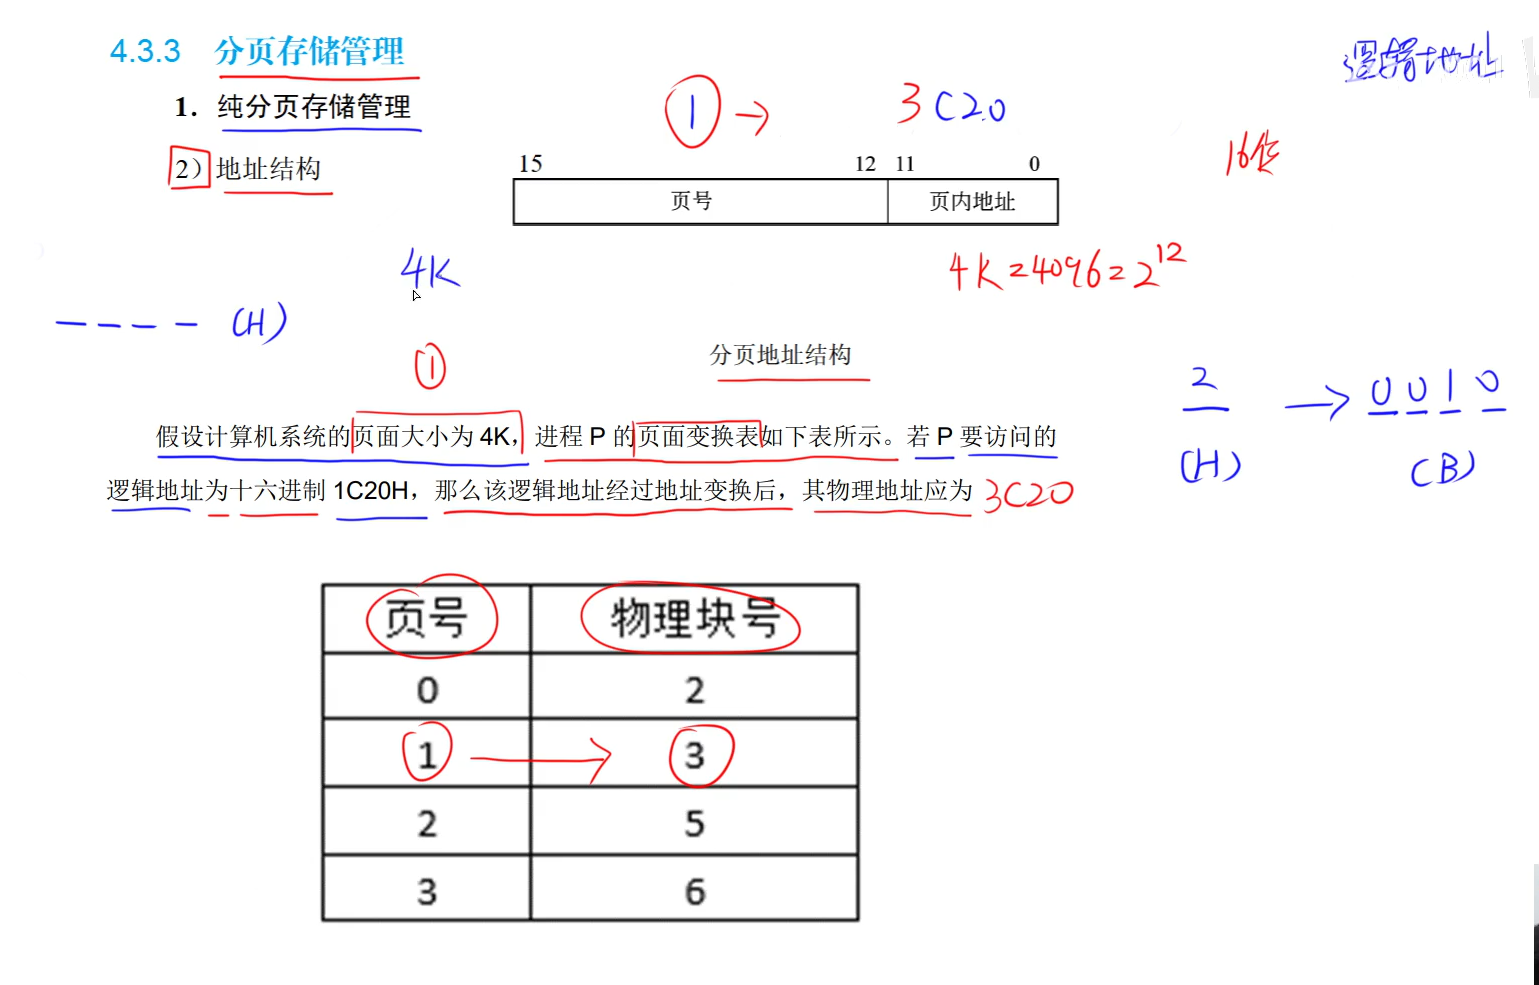 4.3.3 分页存储管理
逻辑地址
1. 纯分页存储管理
1 → 3C20
16位
2）地址结构
15 12 11 0
页号 页内地址
4K
4K=4096=2^12
---- (H)
1
分页地址结构
2 → 0010
(H) (B)
假设计算机系统的页面大小为 4K，进程 P 的页面变换表如下表所示。若 P 要访问的
逻辑地址为十六进制 1C20H，那么该逻辑地址经过地址变换后，其物理地址应为 3C20
页号 物理块号
0 2
1 → 3
2 5
3 6